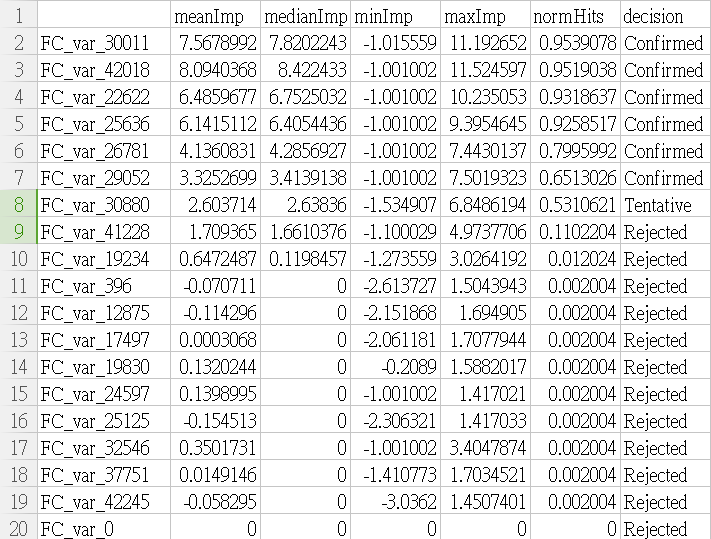 1 meanImp medianImp minImp maxImp normHits decision
2 FC_var_30011 7.5678992 7.8202243 -1.015559 11.192652 0.9539078 Confirmed
3 FC_var_42018 8.0940368 8.422433 -1.001002 11.524597 0.9519038 Confirmed
4 FC_var_22622 6.4859677 6.7525032 -1.001002 10.235053 0.9318637 Confirmed
5 FC_var_25636 6.1415112 6.4054436 -1.001002 9.3954645 0.9258517 Confirmed
6 FC_var_26781 4.1360831 4.2856927 -1.001002 7.4430137 0.7995992 Confirmed
7 FC_var_29052 3.3252699 3.4139138 -1.001002 7.5019323 0.6513026 Confirmed
8 FC_var_30880 2.603714 2.63836 -1.534907 6.8486194 0.5310621 Tentative
9 FC_var_41228 1.709365 1.6610376 -1.100029 4.9737706 0.1102204 Rejected
10 FC_var_19234 0.6472487 0.1198457 -1.273559 3.0264192 0.012024 Rejected
11 FC_var_396 -0.070711 0 -2.613727 1.5043943 0.002004 Rejected
12 FC_var_12875 -0.114296 0 -2.151868 1.694905 0.002004 Rejected
13 FC_var_17497 0.0003068 0 -2.061181 1.7077944 0.002004 Rejected
14 FC_var_19830 0.1320244 0 -0.2089 1.5882017 0.002004 Rejected
15 FC_var_24597 0.1398995 0 -1.001002 1.417021 0.002004 Rejected
16 FC_var_25125 -0.154513 0 -2.306321 1.417033 0.002004 Rejected
17 FC_var_32546 0.3501731 0 -1.001002 3.4047874 0.002004 Rejected
18 FC_var_37751 0.0149146 0 -1.410773 1.7034521 0.002004 Rejected
19 FC_var_42245 -0.058295 0 -3.0362 1.4507401 0.002004 Rejected
20 FC_var_0 0 0 0 0 0 Rejected